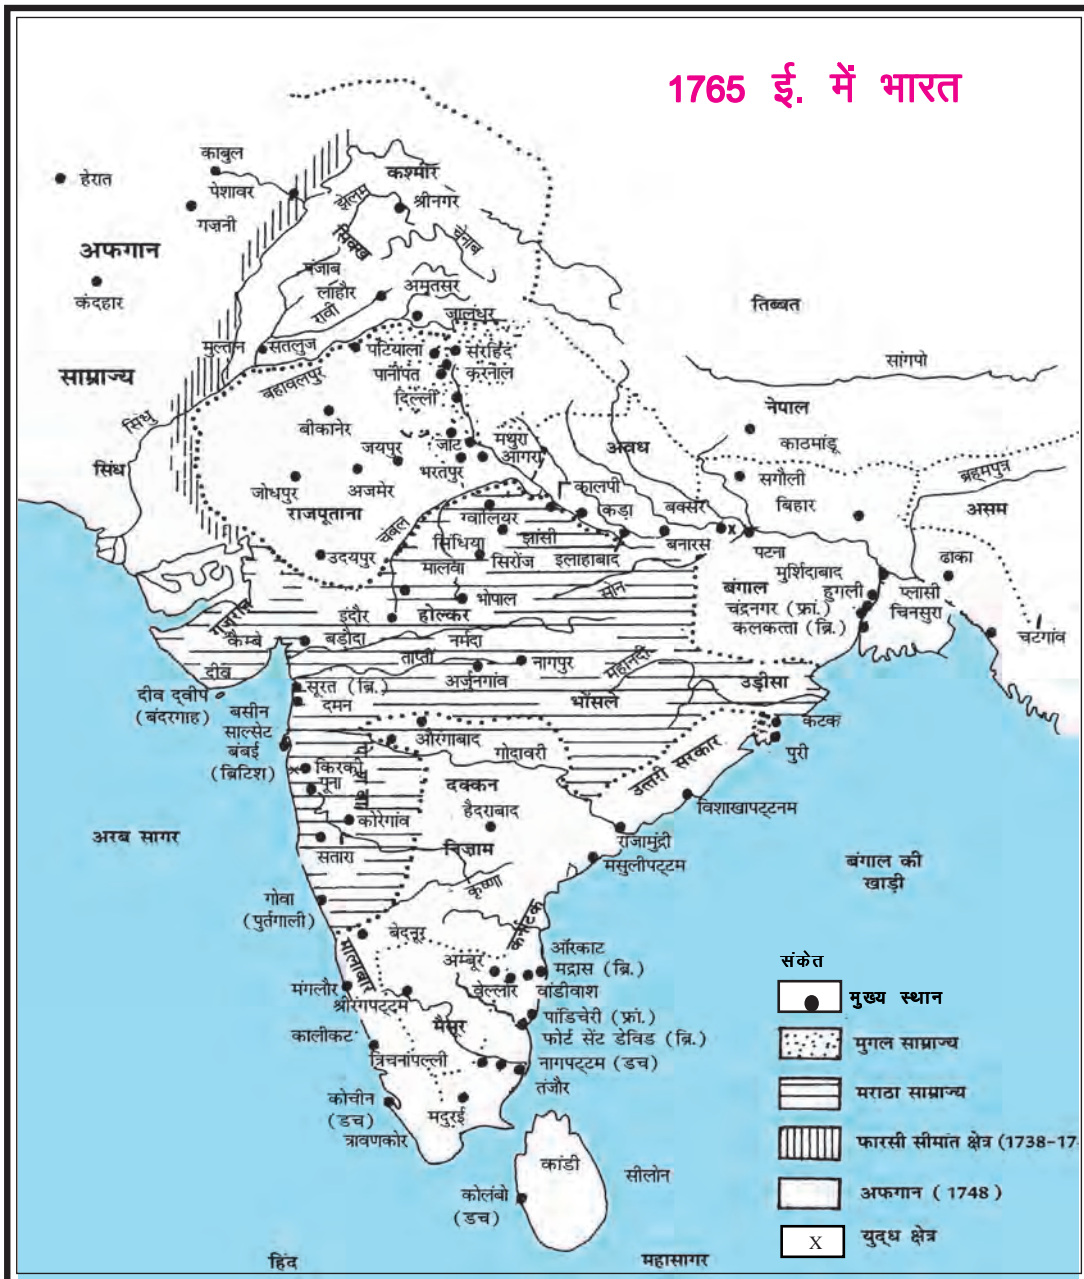 1765 ई. में भारत
काबुल
हेरात
पेशावर
कश्मीर
झेलम
श्रीनगर
गज़नी
सिक्ख
चेनाब
अफगान
पंजाब
कंदहार
लाहौर
अमृतसर
रावी
तिब्बत
जालंधर
मुल्तान
सतलुज
पटियाला
सरहिंद
सांगपो
साम्राज्य
बहावलपुर
पानीपत
करनाल
दिल्ली
नेपाल
सिंधु
बीकानेर
जयपुर
जाट
मथुरा
अवध
काठमांडू
सिंध
भरतपुर
आगरा
सगौली
ब्रह्मपुत्र
जोधपुर
अजमेर
कालपी
बिहार
असम
राजपूताना
चंबल
ग्वालियर
कड़ा
बक्सर
सिंधिया
झांसी
बनारस
उदयपुर
मालवा
सिरोंज
इलाहाबाद
पटना
ढाका
मुर्शिदाबाद
सोन
बंगाल
हुगली
प्लासी
गुजरात
इंदौर
होल्कर
भोपाल
चंद्रनगर (फ्रां.)
चिनसुरा
कलकत्ता (ब्रि.)
चटगांव
कैम्बे
बड़ौदा
नर्मदा
ताप्ती
नागपुर
महानदी
दीव
अर्जुनगांव
उड़ीसा
सूरत (ब्रि.)
भोंसले
दीव द्वीप
(बंदरगाह)
दमन
बसीन
कटक
साल्सेट
औरंगाबाद
गोदावरी
बंबई
(ब्रिटिश)
पुरी
उत्तरी सरकार
पेशवा
किरकी
पूना
दक्कन
हैदराबाद
विशाखापट्टनम
कोरेगांव
अरब सागर
सतारा
निज़ाम
राजामुंद्री
मसुलीपट्टम
बंगाल की
खाड़ी
कृष्णा
गोवा
(पुर्तगाली)
कर्नाटक
बेदनूर
मालाबार
ऑरकाट
अम्बूर
मद्रास (ब्रि.)
मंगलौर
वेल्लोर
वांडीवाश
श्रीरंगपट्टम
पांडिचेरी (फ्रां.)
मैसूर
कालीकट
फोर्ट सेंट डेविड (ब्रि.)
त्रिचनापल्ली
नागपट्टम (डच)
तंजौर
कोचीन
(डच)
मदुरई
त्रावणकोर
कांडी
सीलोन
कोलंबो
(डच)
हिंद
महासागर
संकेत
मुख्य स्थान
मुगल साम्राज्य
मराठा साम्राज्य
फारसी सीमांत क्षेत्र (1738-17
अफगान (1748)
X युद्ध क्षेत्र